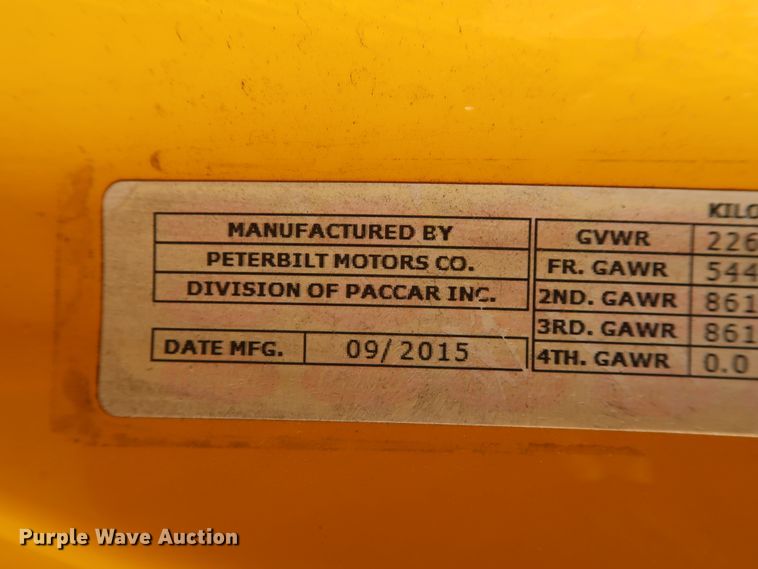 MANUFACTURED BY
PETERBILT MOTORS CO.
DIVISION OF PACCAR INC.
DATE MFG. 09/2015
KILO
GVWR 226
FR. GAWR 544
2ND. GAWR 861
3RD. GAWR 861
4TH. GAWR 0.0
Purple Wave Auction